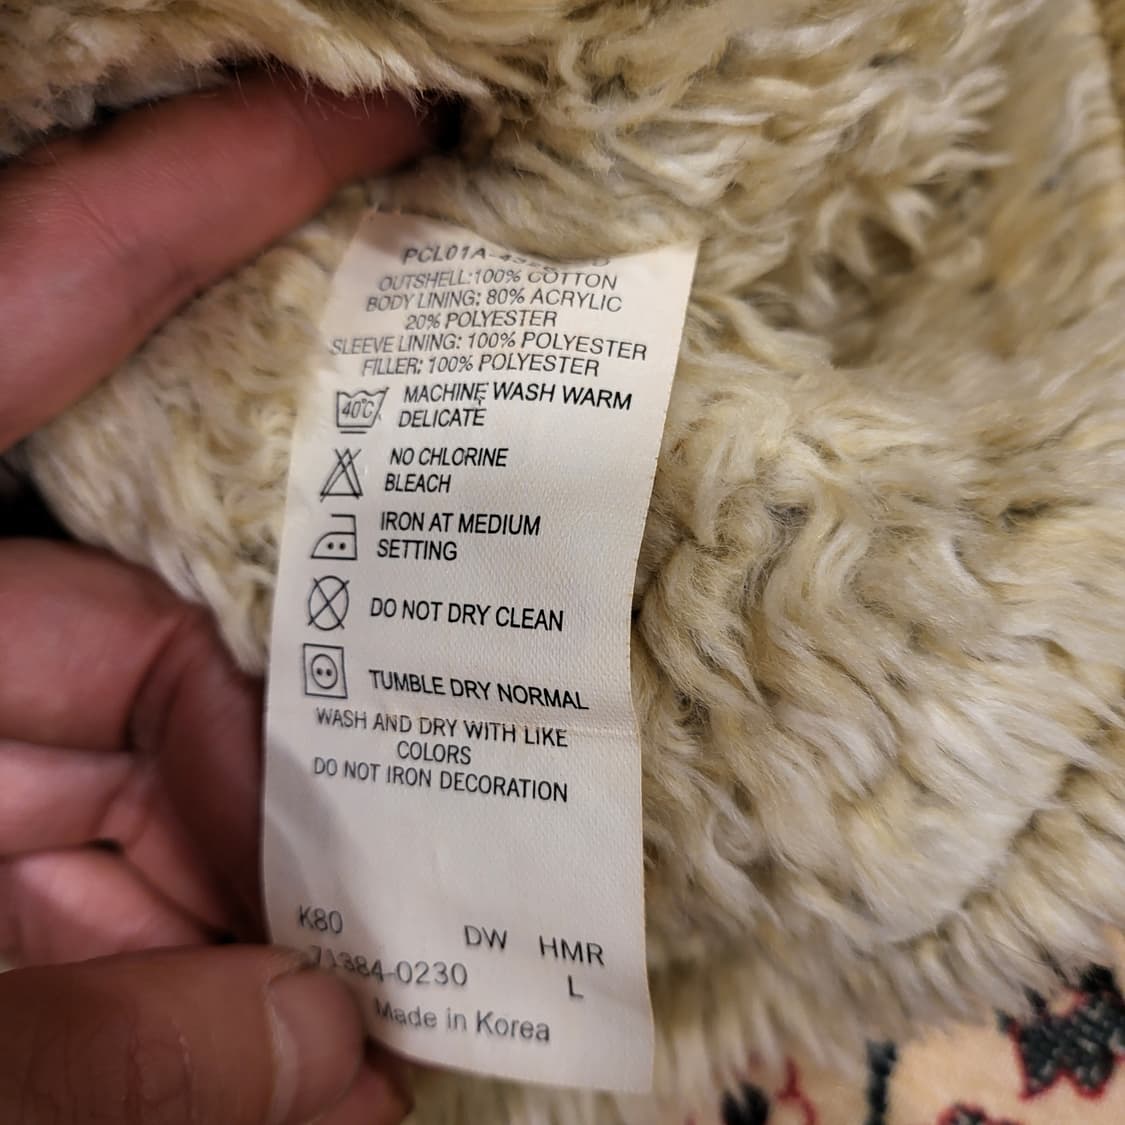 OUTSHELL:100% COTTON
BODY LINING: 80% ACRYLIC
20% POLYESTER
SLEEVE LINING: 100% POLYESTER
FILLER: 100% POLYESTER
40°C
MACHINE WASH WARM
DELICATE
NO CHLORINE
BLEACH
IRON AT MEDIUM
SETTING
DO NOT DRY CLEAN
TUMBLE DRY NORMAL
WASH AND DRY WITH LIKE
COLORS
DO NOT IRON DECORATION
K80 DW HMR
71384-0230 L
Made in Korea